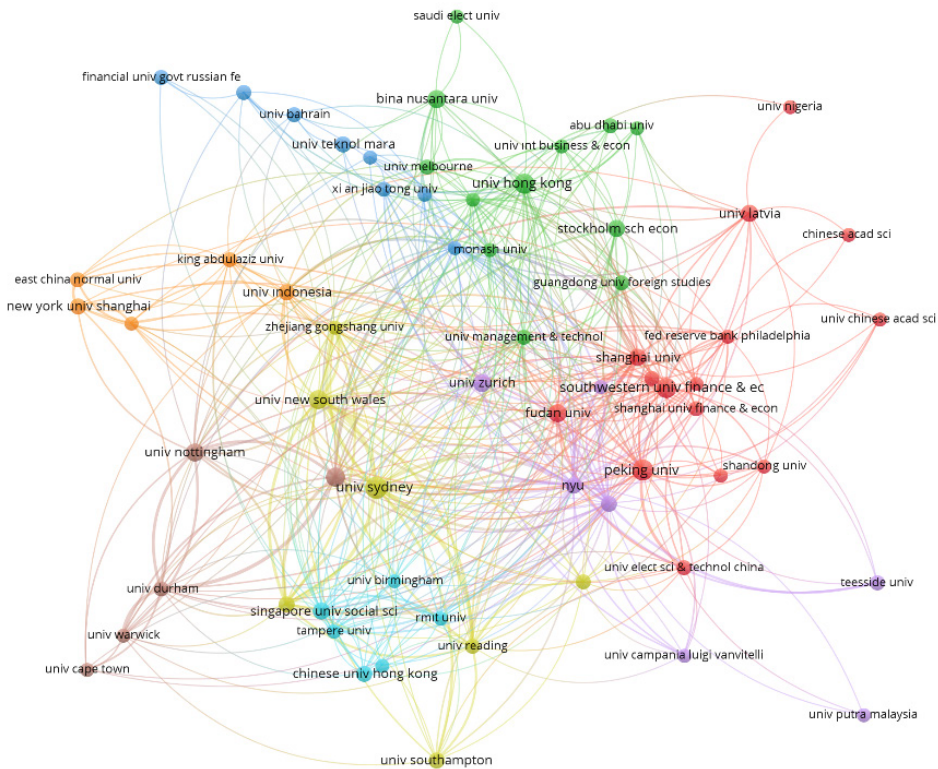 saudi elect univ
financial univ govt russian fe
bina nusantara univ
univ nigeria
univ bahrain
abu dhabi univ
univ teknol mara
univ int business & econ
univ melbourne
univ hong kong
xi an jiao tong univ
univ latvia
stockholm sch econ
chinese acad sci
monash univ
king abdulaziz univ
east china normal univ
guangdong univ foreign studies
univ indonesia
new york univ shanghai
univ chinese acad sci
zhejiang gongshang univ
univ management & technol
fed reserve bank philadelphia
shanghai univ
univ zurich
southwestern univ finance & ec
univ new south wales
shanghai univ finance & econ
fudan univ
univ nottingham
peking univ
shandong univ
univ sydney
nyu
univ elect sci & technol china
univ birmingham
teesside univ
univ durham
singapore univ social sci
rmit univ
tampere univ
univ warwick
univ reading
univ campania luigi vanvitelli
univ cape town
chinese univ hong kong
univ putra malaysia
univ southampton